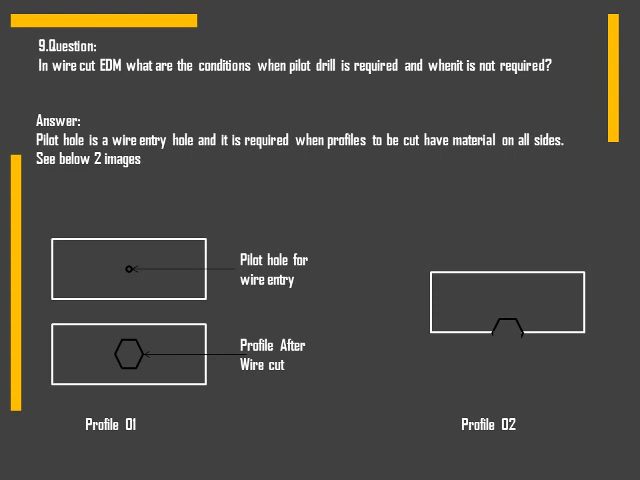 9.Question:
In wire cut EDM what are the conditions when pilot drill is required and whenit is not required?
Answer:
Pilot hole is a wire entry hole and it is required when profiles to be cut have material on all sides.
See below 2 images
Pilot hole for
wire entry
Profile After
Wire cut
Profile 01
Profile 02